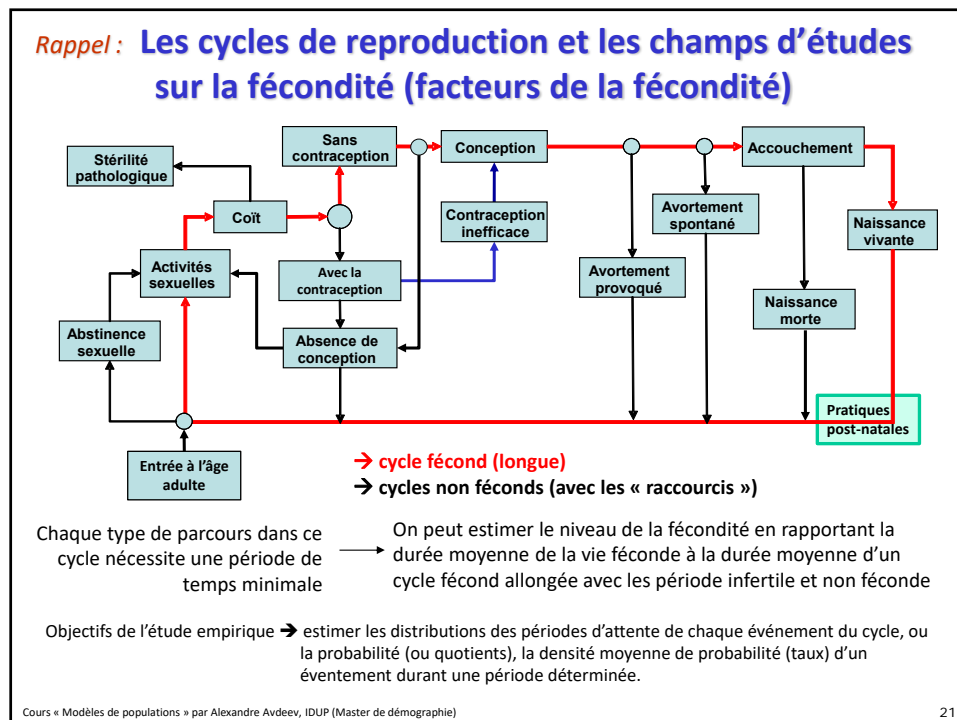 Rappel : Les cycles de reproduction et les champs d'études
sur la fécondité (facteurs de la fécondité)
Stérilité
pathologique
Sans
contraception
Conception
Accouchement
Coït
Contraception
inefficace
Avortement
spontané
Naissance
vivante
Activités
sexuelles
Avec la
contraception
Avortement
provoqué
Abstinence
sexuelle
Absence de
conception
Naissance
morte
Pratiques
post-natales
Entrée à l'âge
adulte
➔ cycle fécond (longue)
➔ cycles non féconds (avec les « raccourcis »)
Chaque type de parcours dans ce
cycle nécessite une période de
temps minimale
On peut estimer le niveau de la fécondité en rapportant la
durée moyenne de la vie féconde à la durée moyenne d'un
cycle fécond allongée avec les période infertile et non féconde
Objectifs de l'étude empirique ➔ estimer les distributions des périodes d'attente de chaque événement du cycle, ou
la probabilité (ou quotients), la densité moyenne de probabilité (taux) d'un
éventement durant une période déterminée.
Cours « Modèles de populations » par Alexandre Avdeev, IDUP (Master de démographie)
21